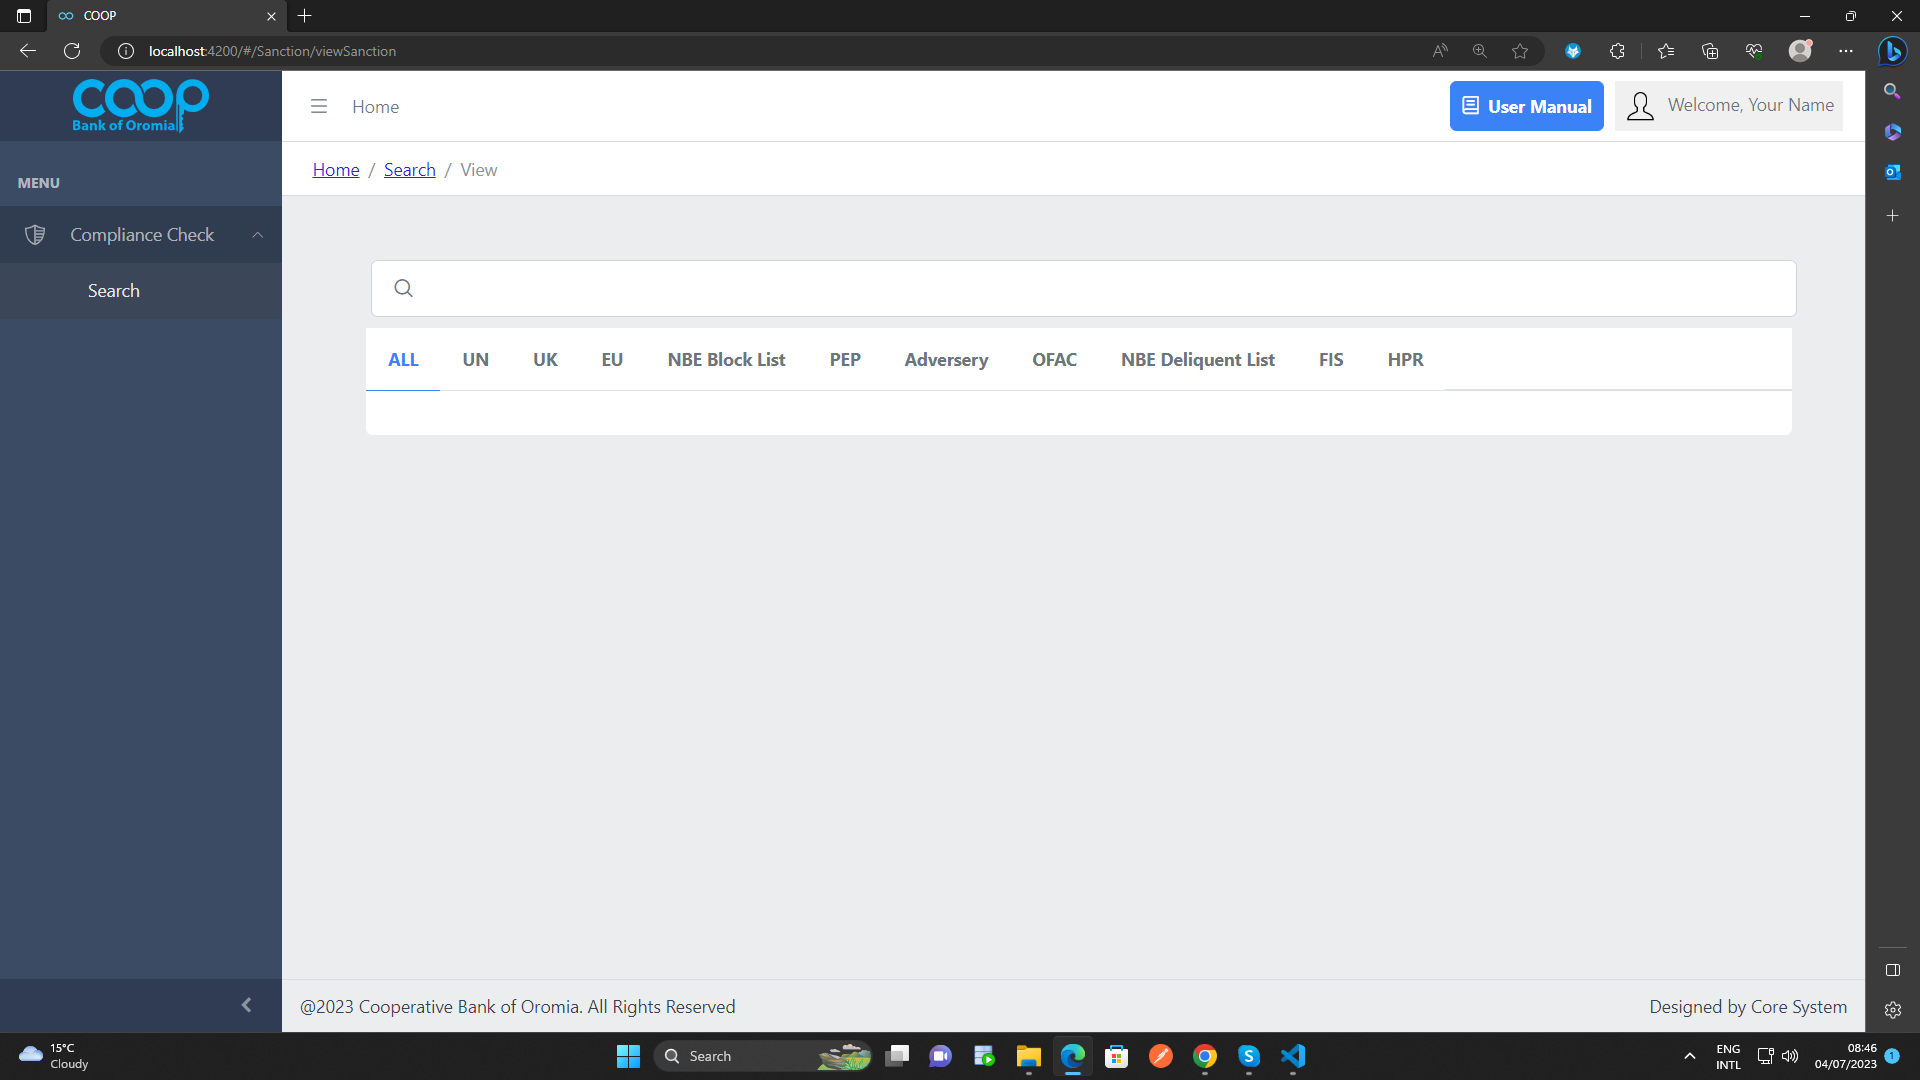 COOP
localhost:4200/#/Sanction/viewSanction
coop
Bank of Oromia
Home
User Manual
Welcome, Your Name
Home / Search / View
MENU
Compliance Check
Search
ALL UN UK EU NBE Block List PEP Adversery OFAC NBE Deliquent List FIS HPR
@2023 Cooperative Bank of Oromia. All Rights Reserved
Designed by Core System
15°C
Cloudy
Search
ENG
INTL
08:46
04/07/2023
1